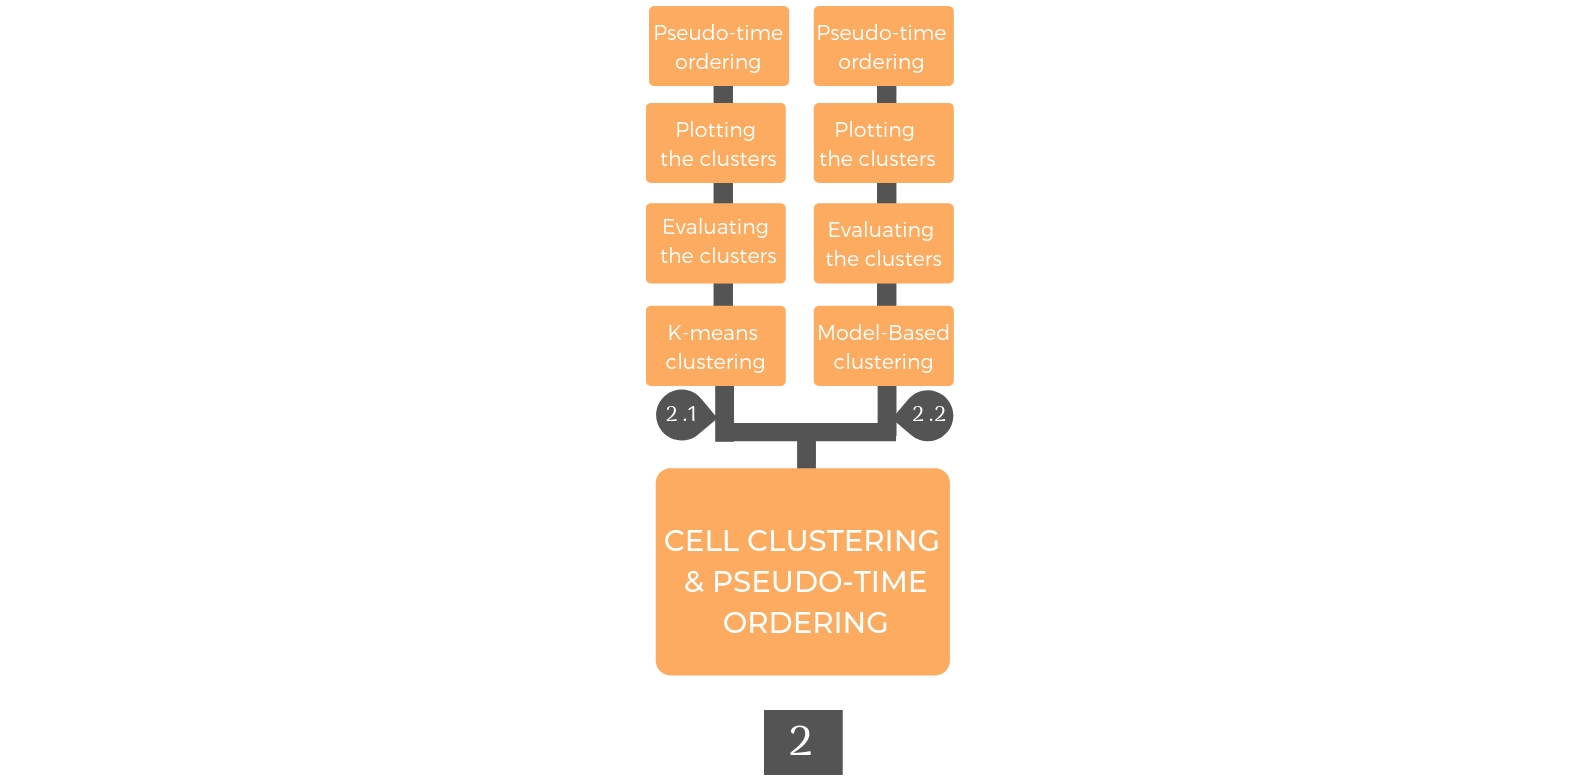 Pseudo-time
ordering
Pseudo-time
ordering
Plotting
the clusters
Plotting
the clusters
Evaluating
the clusters
Evaluating
the clusters
K-means
clustering
Model-Based
clustering
2.1
2.2
CELL CLUSTERING
& PSEUDO-TIME
ORDERING
2